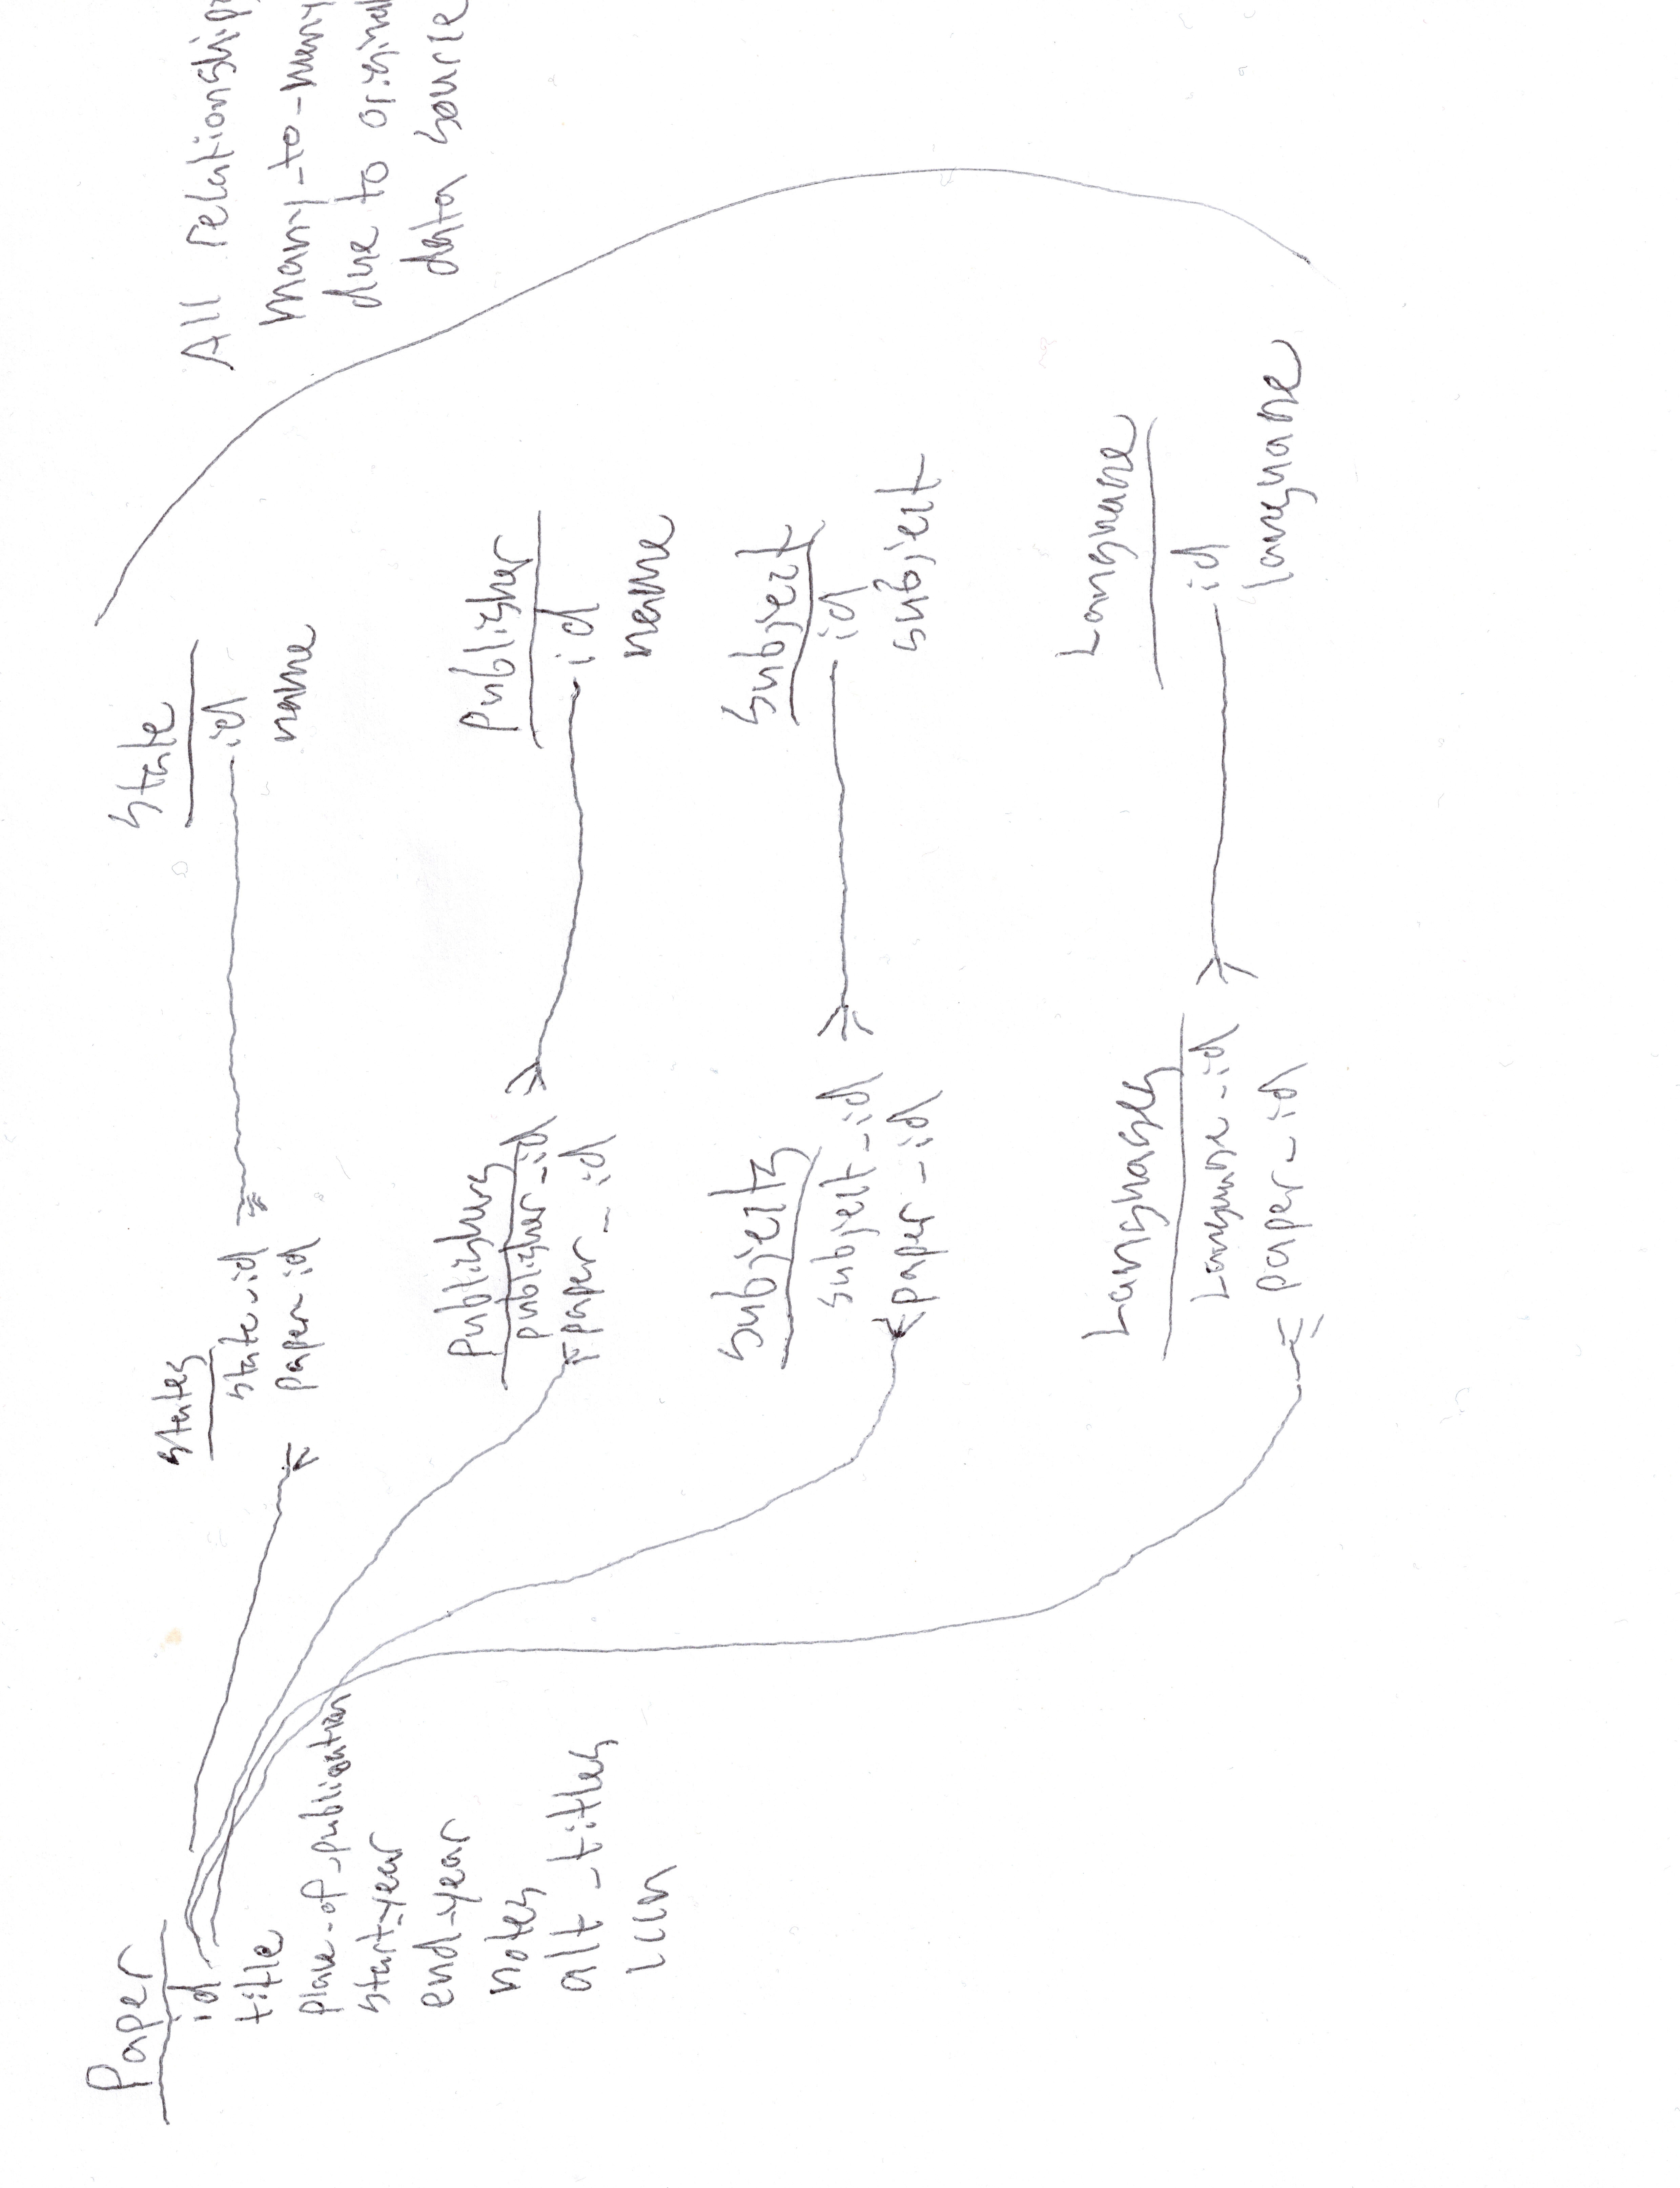 Paper
id
title
place_of_publication
start_year
end_year
notes
alt_titles
lccn
States
state_id
paper_id
State
id
name
Publishers
publisher_id
paper_id
Publisher
id
name
Subjects
subject_id
paper_id
Subject
id
subject
Languages
Language_id
paper_id
Language
id
language
All relationships
many-to-many
due to original
data source